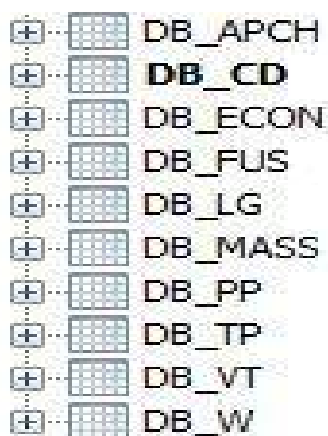 DB_APCH
DB_CD
DB_ECON
DB_FUS
DB_LG
DB_MASS
DB_PP
DB_TP
DB_VT
DB_W